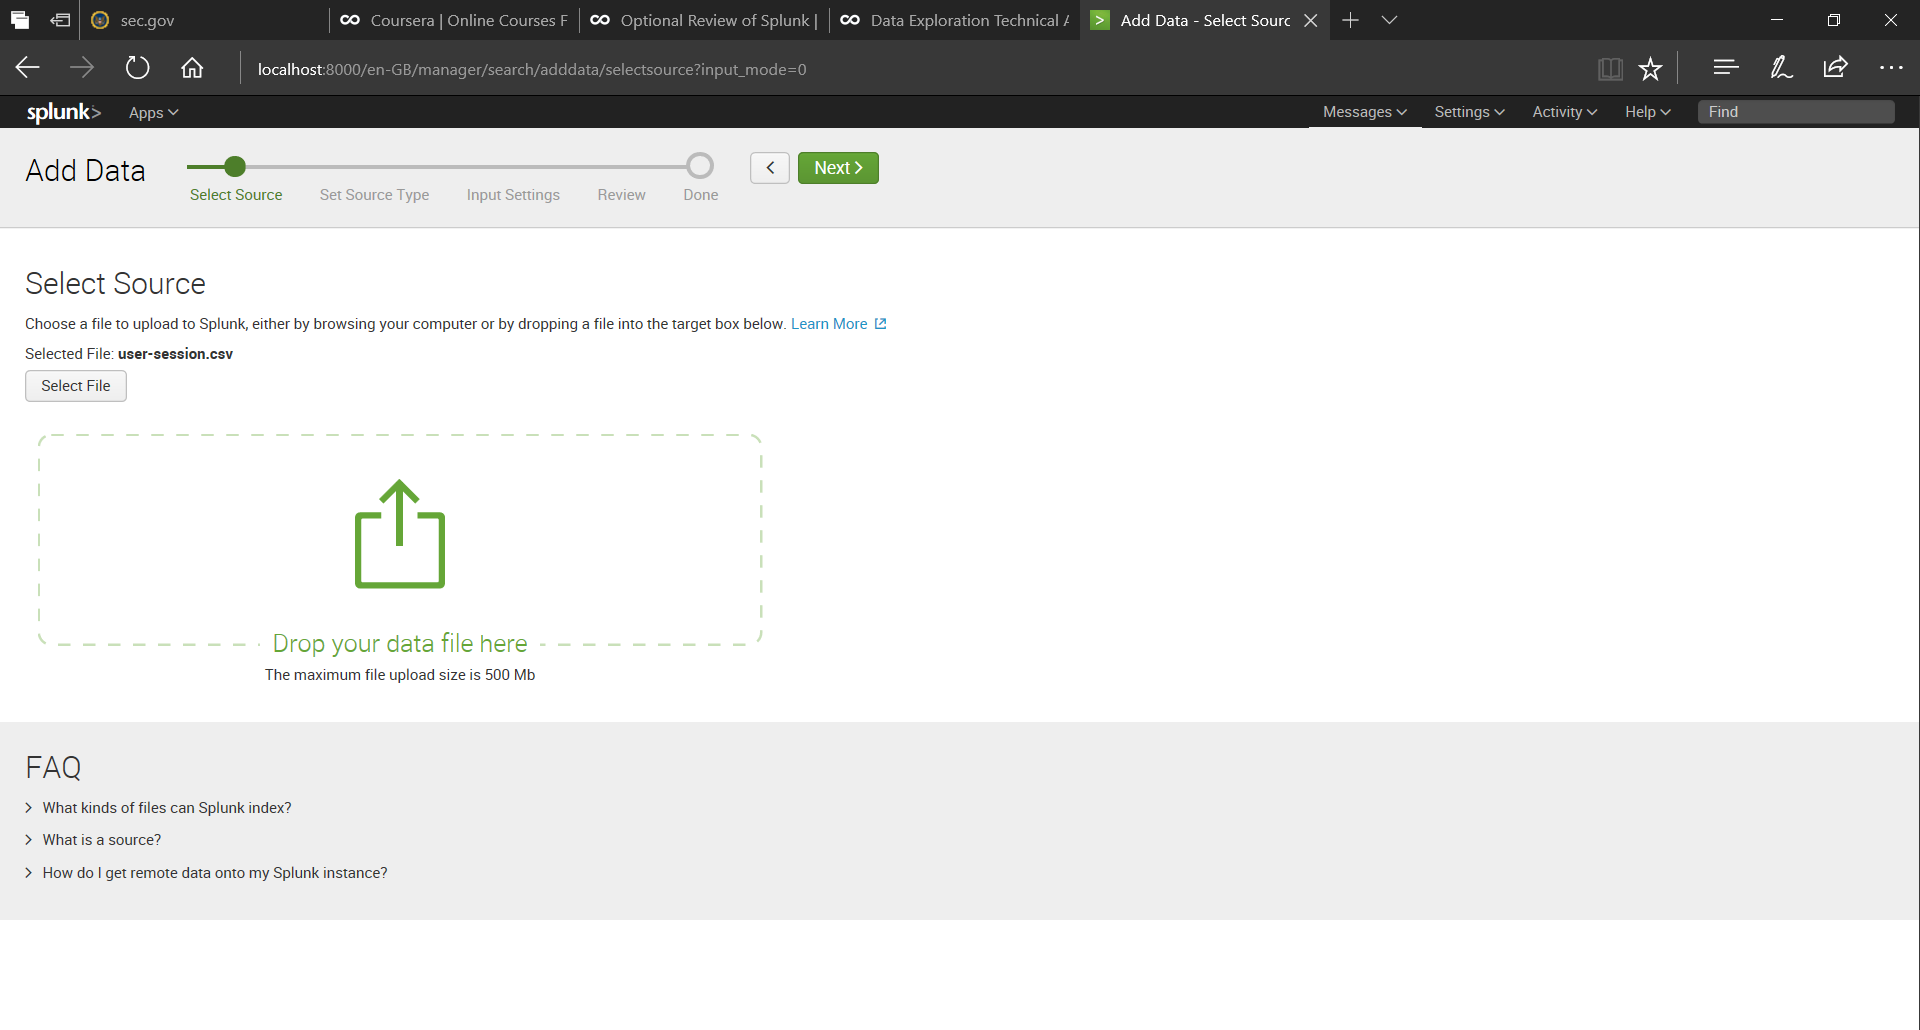 sec.gov
Coursera | Online Courses F
Optional Review of Splunk |
Data Exploration Technical A
Add Data - Select Sourc
localhost:8000/en-GB/manager/search/adddata/selectsource?input_mode=0
splunk> Apps Messages Settings Activity Help Find
Add Data
Select Source Set Source Type Input Settings Review Done
Next
Select Source
Choose a file to upload to Splunk, either by browsing your computer or by dropping a file into the target box below. Learn More
Selected File: user-session.csv
Select File
Drop your data file here
The maximum file upload size is 500 Mb
FAQ
What kinds of files can Splunk index?
What is a source?
How do I get remote data onto my Splunk instance?